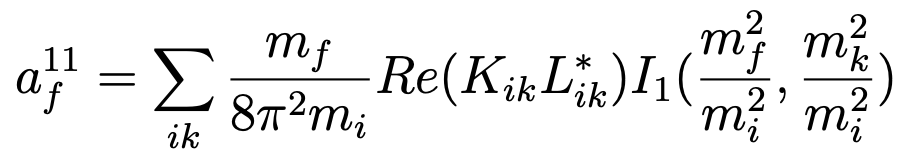 a_f^{11} = \sum_{ik} \frac{m_f}{8\pi^2 m_i} Re(K_{ik} L_{ik}^*) I_1(\frac{m_f^2}{m_i^2}, \frac{m_k^2}{m_i^2})